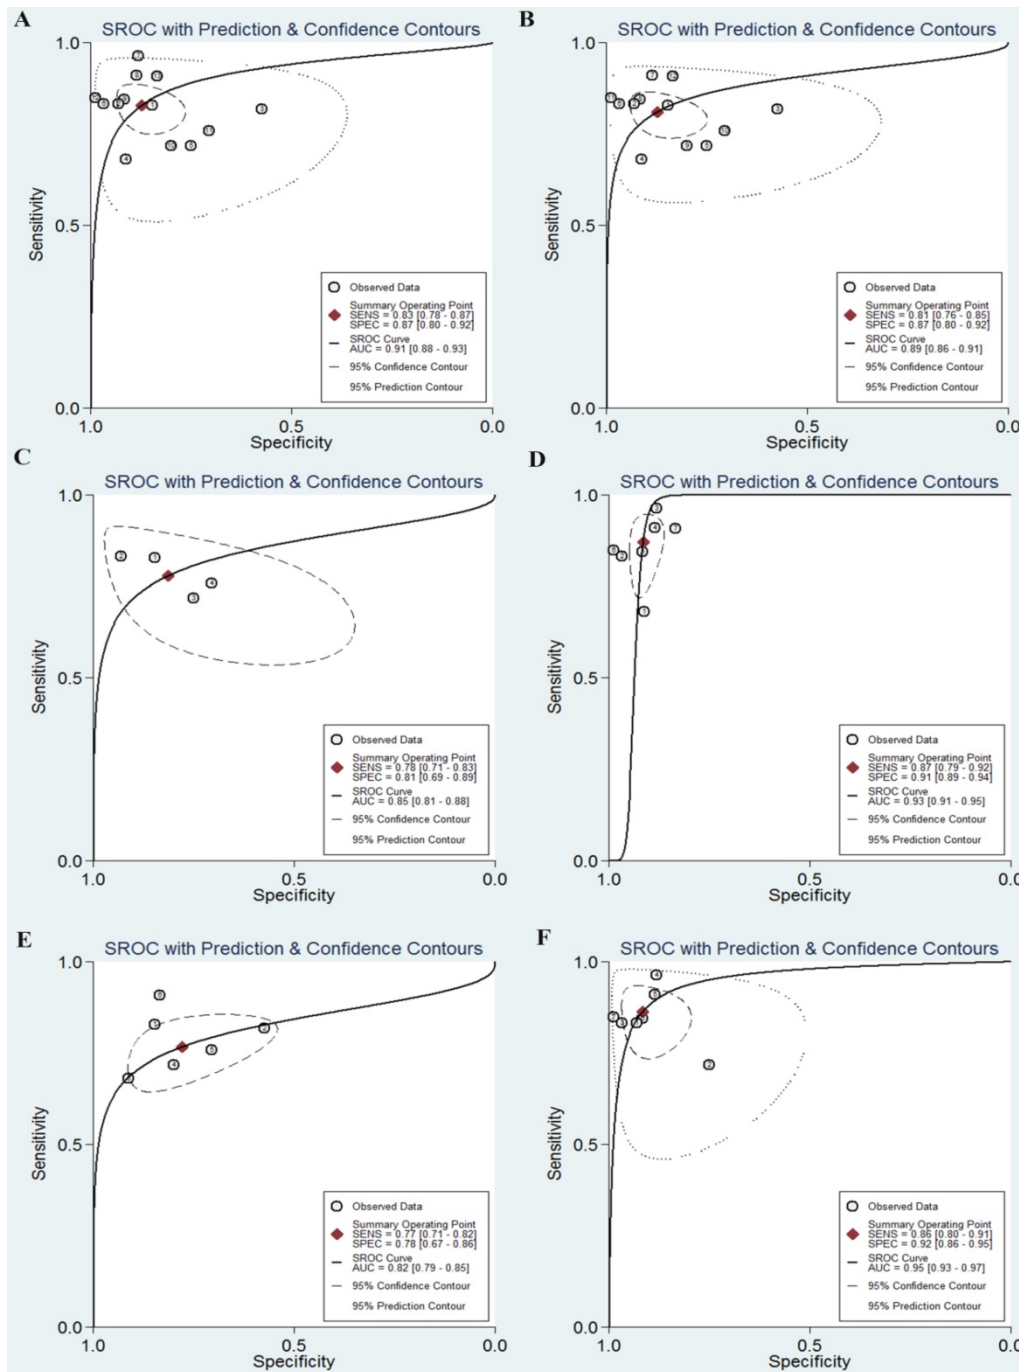 A
SROC with Prediction & Confidence Contours
1.0
0.5
0.0
Sensitivity
1.0
0.5
0.0
Specificity
Observed Data
Summary Operating Point
SENS = 0.83 [0.78 - 0.87]
SPEC = 0.87 [0.80 - 0.92]
SROC Curve
AUC = 0.91 [0.88 - 0.93]
95% Confidence Contour
95% Prediction Contour
B
SROC with Prediction & Confidence Contours
1.0
0.5
0.0
Sensitivity
1.0
0.5
0.0
Specificity
Observed Data
Summary Operating Point
SENS = 0.81 [0.76 - 0.85]
SPEC = 0.87 [0.80 - 0.92]
SROC Curve
AUC = 0.89 [0.86 - 0.91]
95% Confidence Contour
95% Prediction Contour
C
SROC with Prediction & Confidence Contours
1.0
0.5
0.0
Sensitivity
1.0
0.5
0.0
Specificity
2
1
4
3
Observed Data
Summary Operating Point
SENS = 0.78 [0.71 - 0.83]
SPEC = 0.81 [0.69 - 0.89]
SROC Curve
AUC = 0.85 [0.81 - 0.88]
95% Confidence Contour
95% Prediction Contour
D
SROC with Prediction & Confidence Contours
1.0
0.5
0.0
Sensitivity
1.0
0.5
0.0
Specificity
Observed Data
Summary Operating Point
SENS = 0.87 [0.79 - 0.92]
SPEC = 0.91 [0.89 - 0.94]
SROC Curve
AUC = 0.93 [0.91 - 0.95]
95% Confidence Contour
95% Prediction Contour
E
SROC with Prediction & Confidence Contours
1.0
0.5
0.0
Sensitivity
1.0
0.5
0.0
Specificity
Observed Data
Summary Operating Point
SENS = 0.77 [0.71 - 0.82]
SPEC = 0.78 [0.67 - 0.86]
SROC Curve
AUC = 0.82 [0.79 - 0.85]
95% Confidence Contour
95% Prediction Contour
F
SROC with Prediction & Confidence Contours
1.0
0.5
0.0
Sensitivity
1.0
0.5
0.0
Specificity
Observed Data
Summary Operating Point
SENS = 0.86 [0.80 - 0.91]
SPEC = 0.92 [0.86 - 0.95]
SROC Curve
AUC = 0.95 [0.93 - 0.97]
95% Confidence Contour
95% Prediction Contour